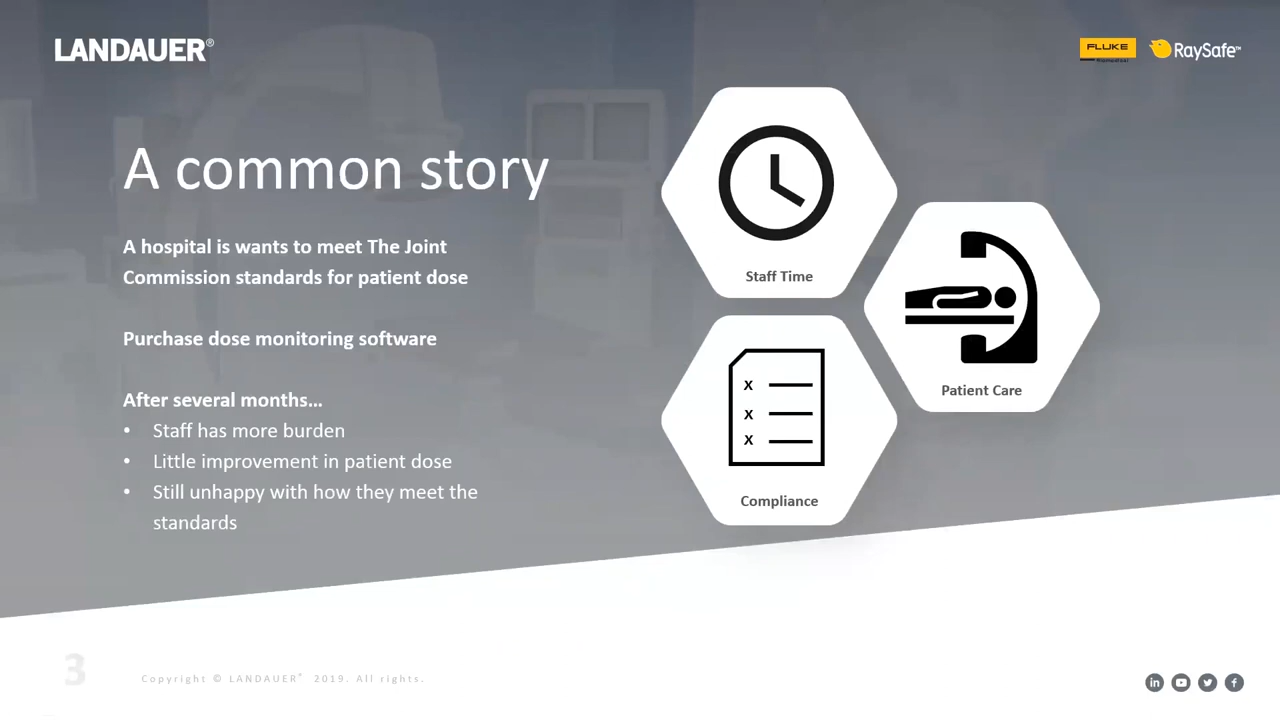 LANDAUER®
FLUKE
RaySafe™
A common story
A hospital is wants to meet The Joint
Commission standards for patient dose
Purchase dose monitoring software
After several months…
• Staff has more burden
• Little improvement in patient dose
• Still unhappy with how they meet the
standards
Staff Time
Patient Care
x
x
x
Compliance
3
Copyright © LANDAUER® 2019. All rights.